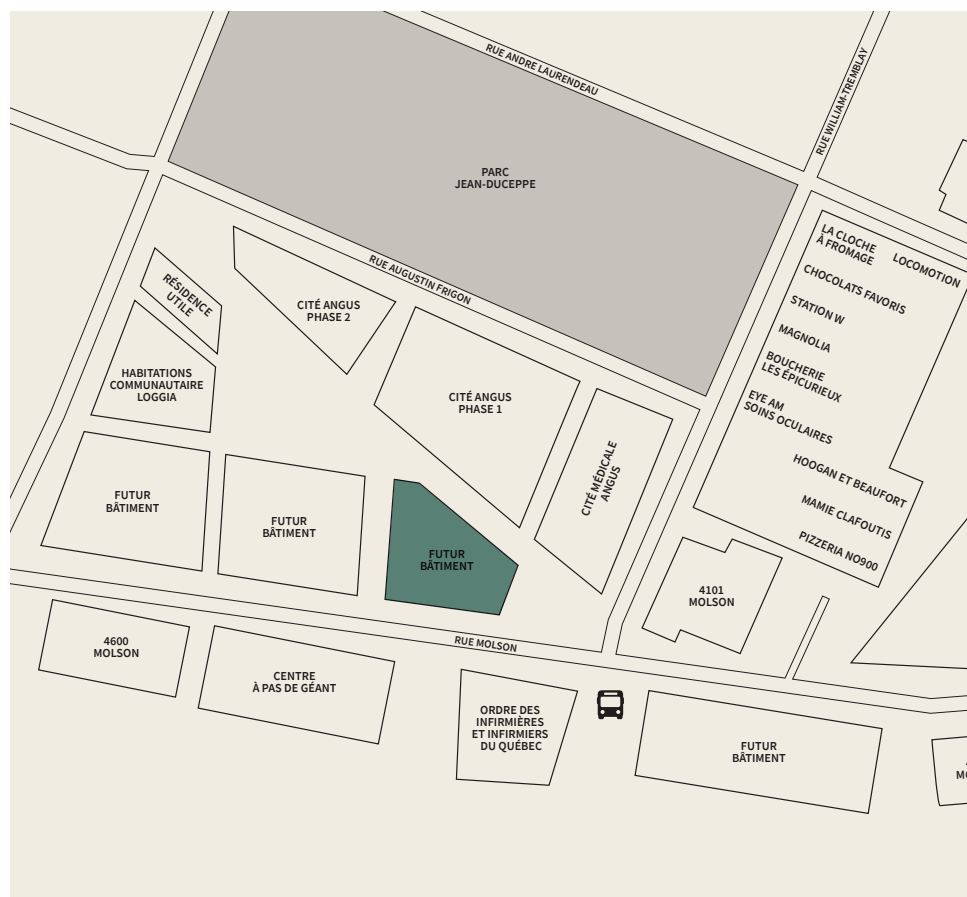 RUE ANDRE LAURENDEAU
RUE WILLIAM-TREMBLAY
PARC
JEAN-DUCEPPE
RUE AUGUSTIN FRIGON
LA CLOCHE
À FROMAGE
LOCOMOTION
CHOCOLATS FAVORIS
STATION W
MAGNOLIA
BOUCHERIE
LES ÉPICURIEUX
EYE AM
SOINS OCULAIRES
HOOGAN ET BEAUFORT
MAMIE CLAFOUTIS
PIZZERIA NO900
RÉSIDENCE
UTILE
CITÉ ANGUS
PHASE 2
HABITATIONS
COMMUNAUTAIRE
LOGGIA
CITÉ ANGUS
PHASE 1
CITÉ MÉDICALE
ANGUS
FUTUR
BÂTIMENT
FUTUR
BÂTIMENT
FUTUR
BÂTIMENT
4101
MOLSON
RUE MOLSON
4600
MOLSON
CENTRE
À PAS DE GÉANT
ORDRE DES
INFIRMIÈRES
ET INFIRMIERS
DU QUÉBEC
FUTUR
BÂTIMENT